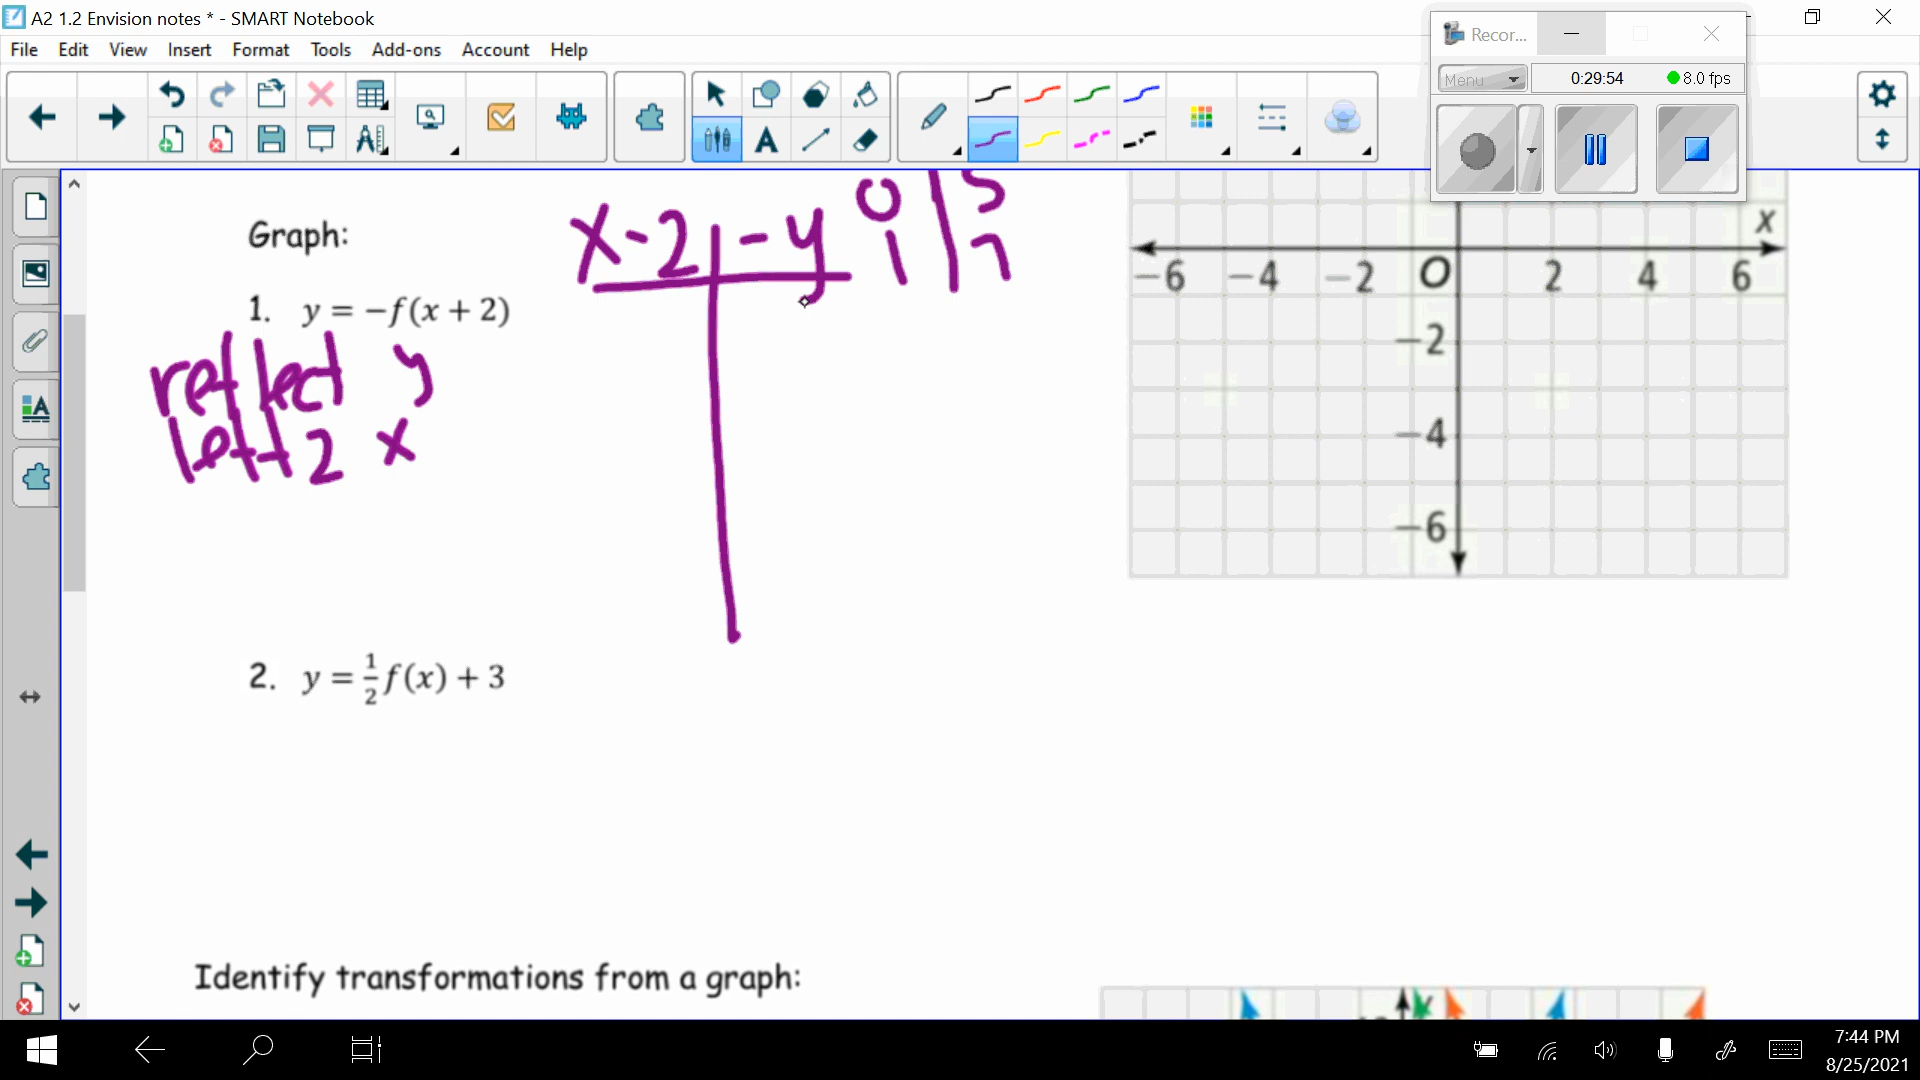 A2 1.2 Envision notes * - SMART Notebook
File Edit View Insert Format Tools Add-ons Account Help
Recor...
Menu 0:29:54 8.0 fps
Graph:
x - 2 | - y
0 | 5
1 | 7
1. y = −f(x + 2)
reflect y
left 2 x
2. y = 1/2 f(x) + 3
x
−6 −4 −2 O 2 4 6
−2
−4
−6
Identify transformations from a graph:
y
7:44 PM
8/25/2021